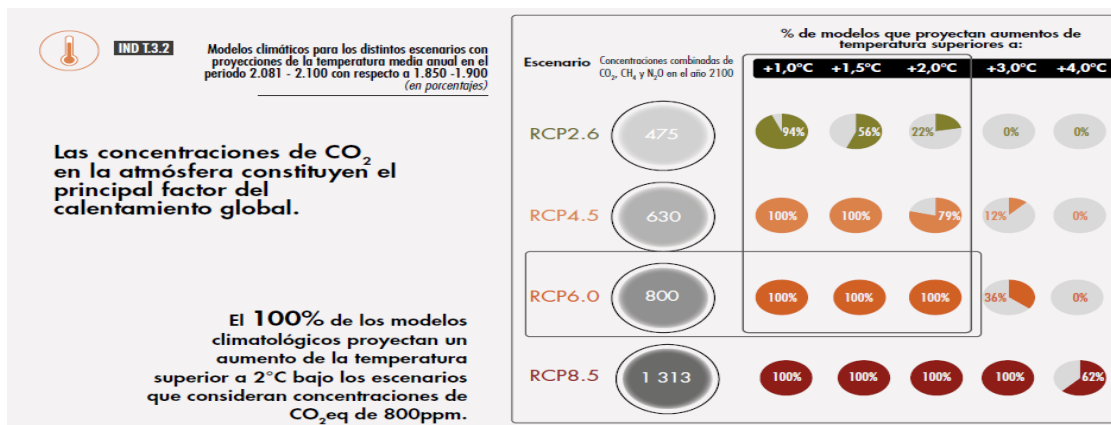 IND T.3.2
Modelos climáticos para los distintos escenarios con
proyecciones de la temperatura media anual en el
periodo 2.081 - 2.100 con respecto a 1.850 -1.900
(en porcentajes)
Las concentraciones de CO2
en la atmósfera constituyen el
principal factor del
calentamiento global.
El 100% de los modelos
climatológicos proyectan un
aumento de la temperatura
superior a 2°C bajo los escenarios
que consideran concentraciones de
CO2eq de 800ppm.
% de modelos que proyectan aumentos de
temperatura superiores a:
Escenario
Concentraciones combinadas de
CO2, CH4 y N2O en el año 2100
+1,0°C +1,5°C +2,0°C +3,0°C +4,0°C
RCP2.6 475 94% 56% 22% 0% 0%
RCP4.5 630 100% 100% 79% 12% 0%
RCP6.0 800 100% 100% 100% 36% 0%
RCP8.5 1 313 100% 100% 100% 100% 62%